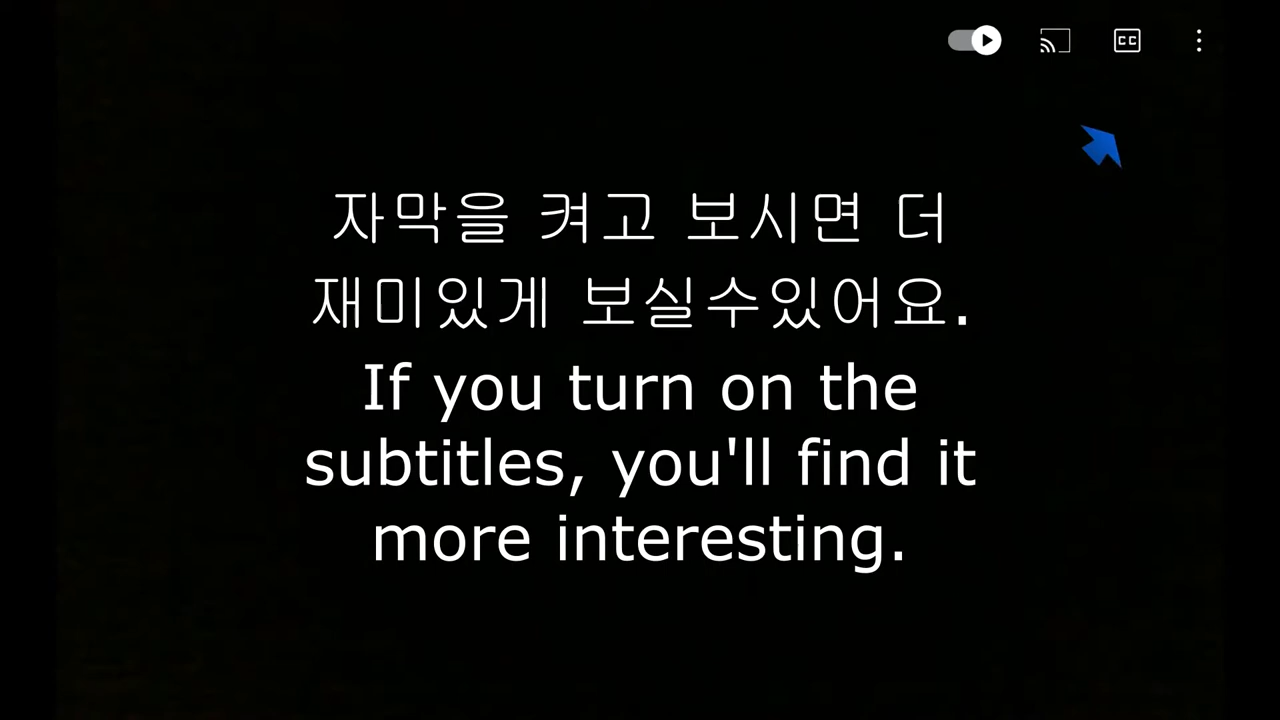 CC
자막을 켜고 보시면 더
재미있게 보실수있어요.
If you turn on the
subtitles, you'll find it
more interesting.